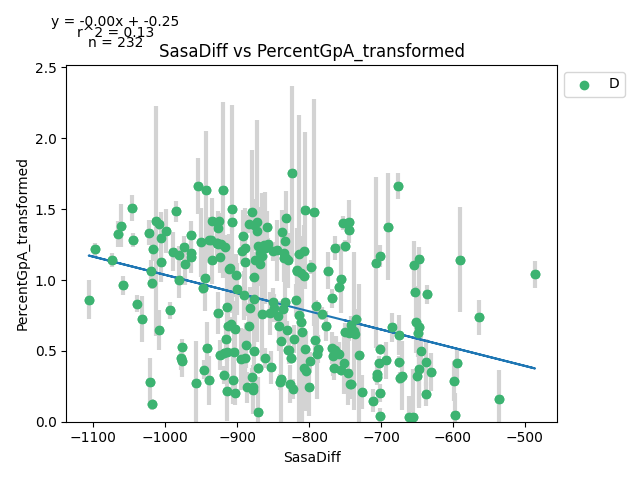 y = -0.00x + -0.25
r^2 = 0.13
n = 232
SasaDiff vs PercentGpA_transformed
D
PercentGpA_transformed
2.5
2.0
1.5
1.0
0.5
0.0
−1100 −1000 −900 −800 −700 −600 −500
SasaDiff